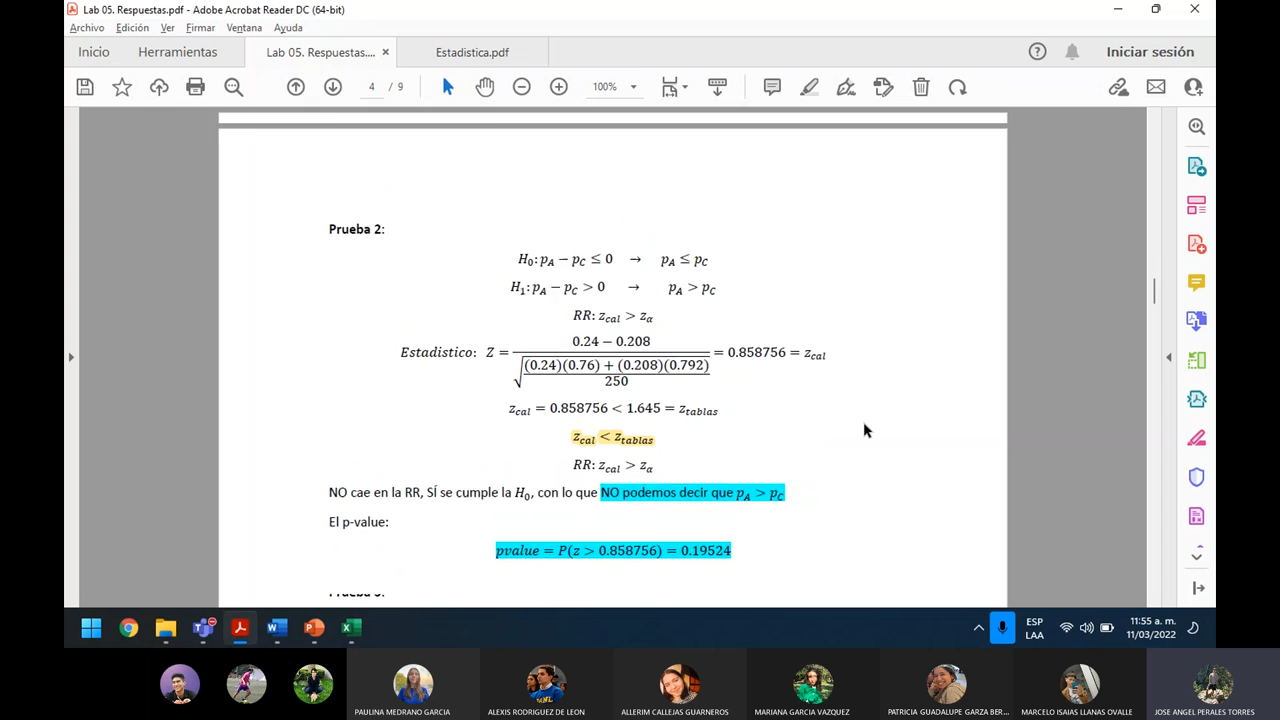 Lab 05. Respuestas.pdf - Adobe Acrobat Reader DC (64-bit)
Archivo Edición Ver Firmar Ventana Ayuda
Inicio Herramientas Lab 05. Respuestas.... × Estadistica.pdf Iniciar sesión
4 / 9 100%
Prueba 2:
H₀: p_A − p_C ≤ 0 → p_A ≤ p_C
H₁: p_A − p_C > 0 → p_A > p_C
RR: z_cal > z_α
Estadistico: Z = (0.24 − 0.208) / √(((0.24)(0.76) + (0.208)(0.792)) / 250) = 0.858756 = z_cal
z_cal = 0.858756 < 1.645 = z_tablas
z_cal < z_tablas
RR: z_cal > z_α
NO cae en la RR, SÍ se cumple la H₀, con lo que NO podemos decir que p_A > p_C
El p-value:
pvalue = P(z > 0.858756) = 0.19524
ESP
LAA
11:55 a. m.
11/03/2022
PAULINA MEDRANO GARCIA
ALEXIS RODRIGUEZ DE LEON
ALLERIM CALLEJAS GUARNEROS
MARIANA GARCIA VAZQUEZ
PATRICIA GUADALUPE GARZA BER...
MARCELO ISAIAS LLANAS OVALLE
JOSE ANGEL PERALES TORRES